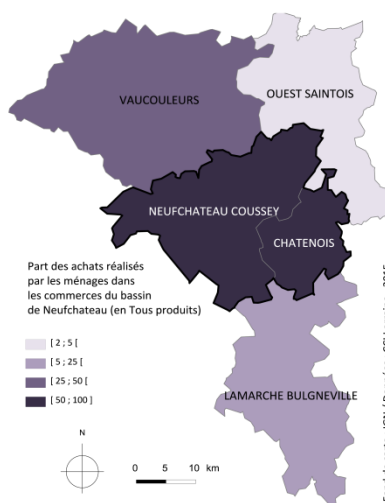 OUEST SAINTOIS
VAUCOULEURS
NEUFCHATEAU COUSSEY
CHATENOIS
Part des achats réalisés
par les ménages dans
les commerces du bassin
de Neufchateau (en Tous produits)
[ 2 ; 5 [
[ 5 ; 25 [
[ 25 ; 50 [
[ 50 ; 100 ]
LAMARCHE BULGNEVILLE
N
0 5 10 km
2015